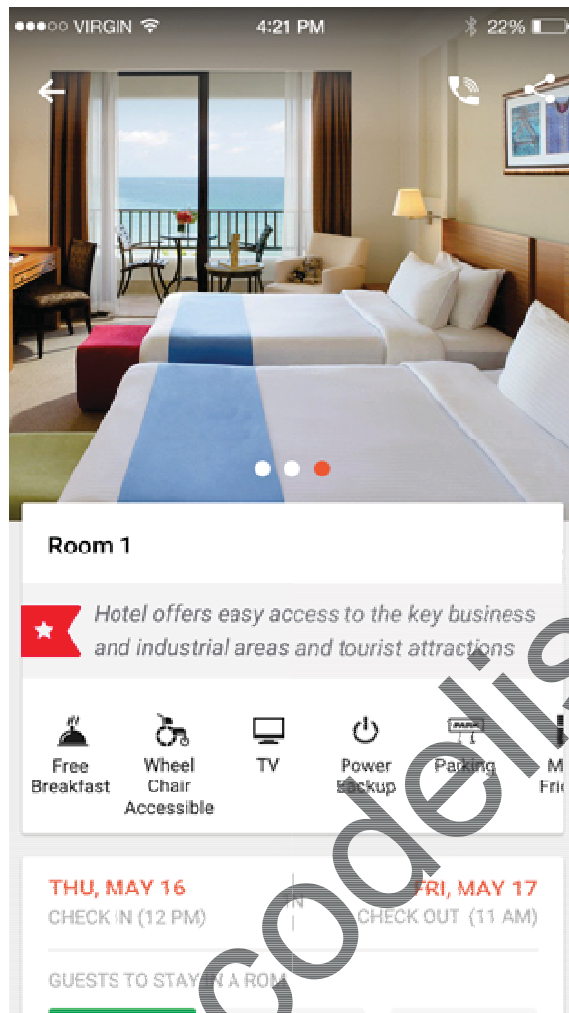 VIRGIN 4:21 PM 22%
Room 1
Hotel offers easy access to the key business
and industrial areas and tourist attractions
Free Wheel TV Power Parking
Breakfast Chair Backup
Accessible
THU, MAY 16 FRI, MAY 17
CHECK IN (12 PM) CHECK OUT (11 AM)
GUESTS TO STAY IN A ROM
codelis